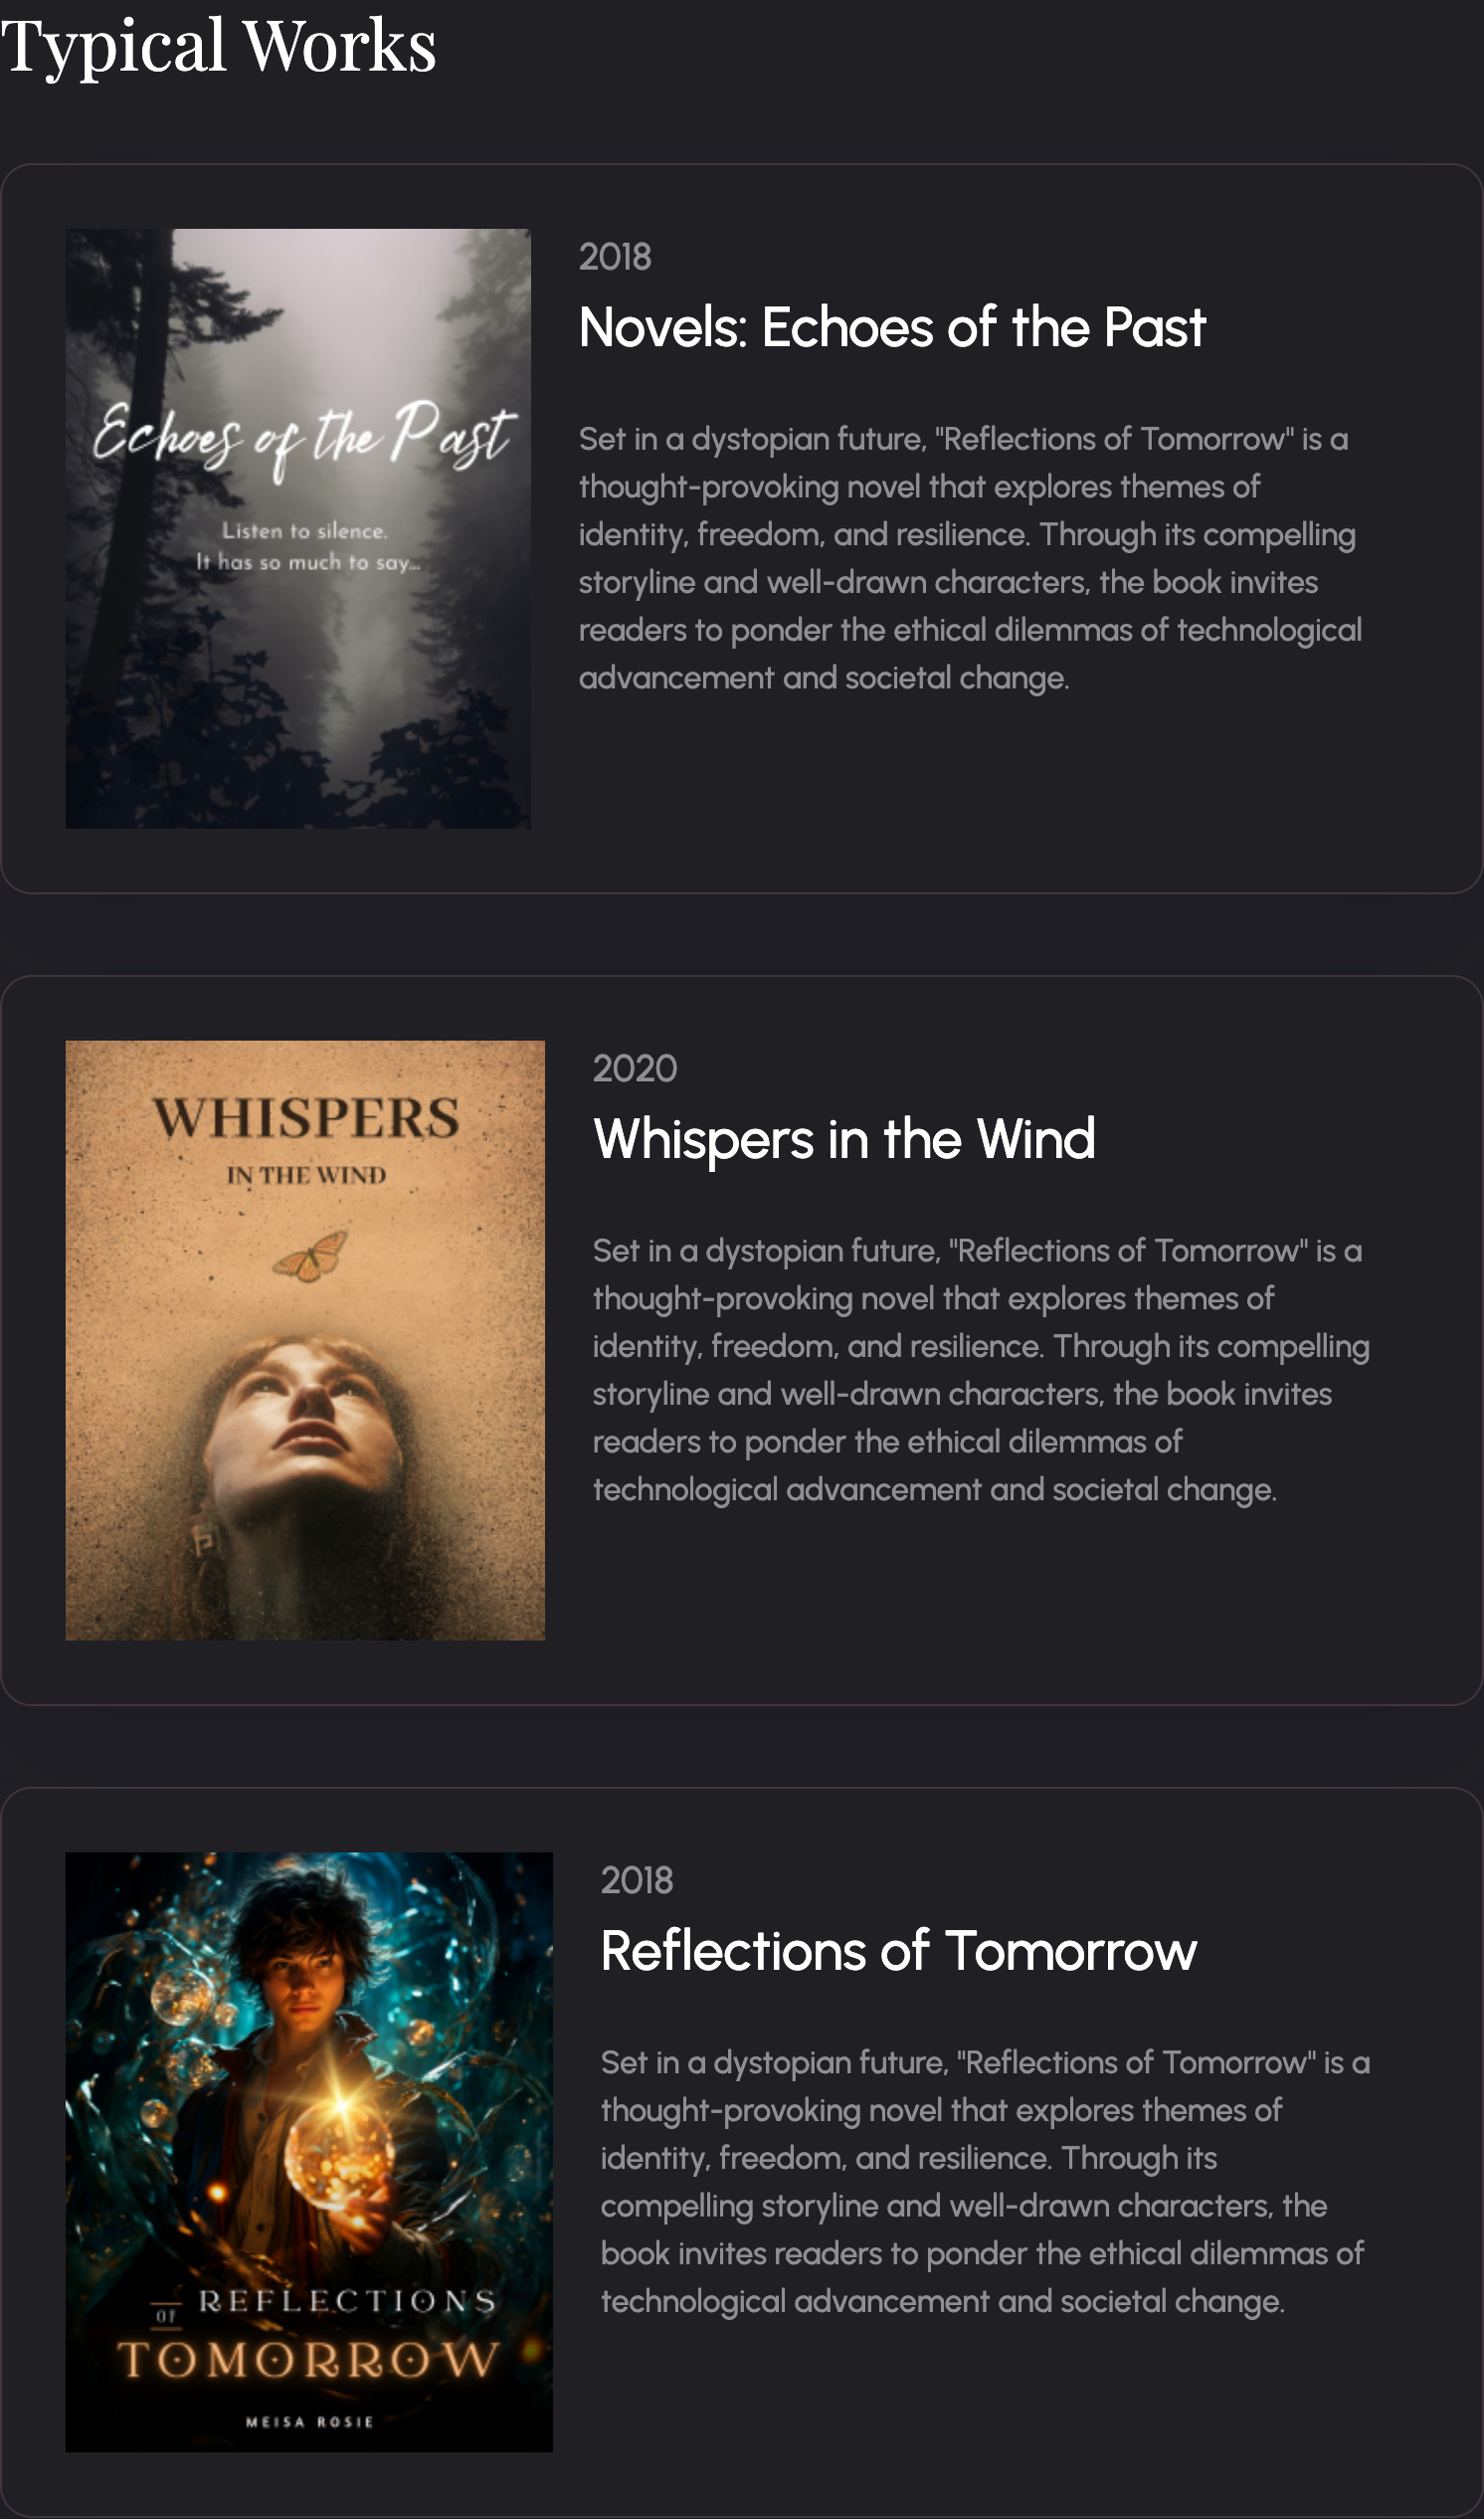 Typical Works
2018
Novels: Echoes of the Past
Echoes of the Past
Listen to silence.
It has so much to say...
Set in a dystopian future, "Reflections of Tomorrow" is a
thought-provoking novel that explores themes of
identity, freedom, and resilience. Through its compelling
storyline and well-drawn characters, the book invites
readers to ponder the ethical dilemmas of technological
advancement and societal change.
2020
Whispers in the Wind
WHISPERS
IN THE WIND
Set in a dystopian future, "Reflections of Tomorrow" is a
thought-provoking novel that explores themes of
identity, freedom, and resilience. Through its compelling
storyline and well-drawn characters, the book invites
readers to ponder the ethical dilemmas of
technological advancement and societal change.
2018
Reflections of Tomorrow
Set in a dystopian future, "Reflections of Tomorrow" is a
thought-provoking novel that explores themes of
identity, freedom, and resilience. Through its
compelling storyline and well-drawn characters, the
book invites readers to ponder the ethical dilemmas of
technological advancement and societal change.
REFLECTIONS
OF
TOMORROW
MEISA ROSIE